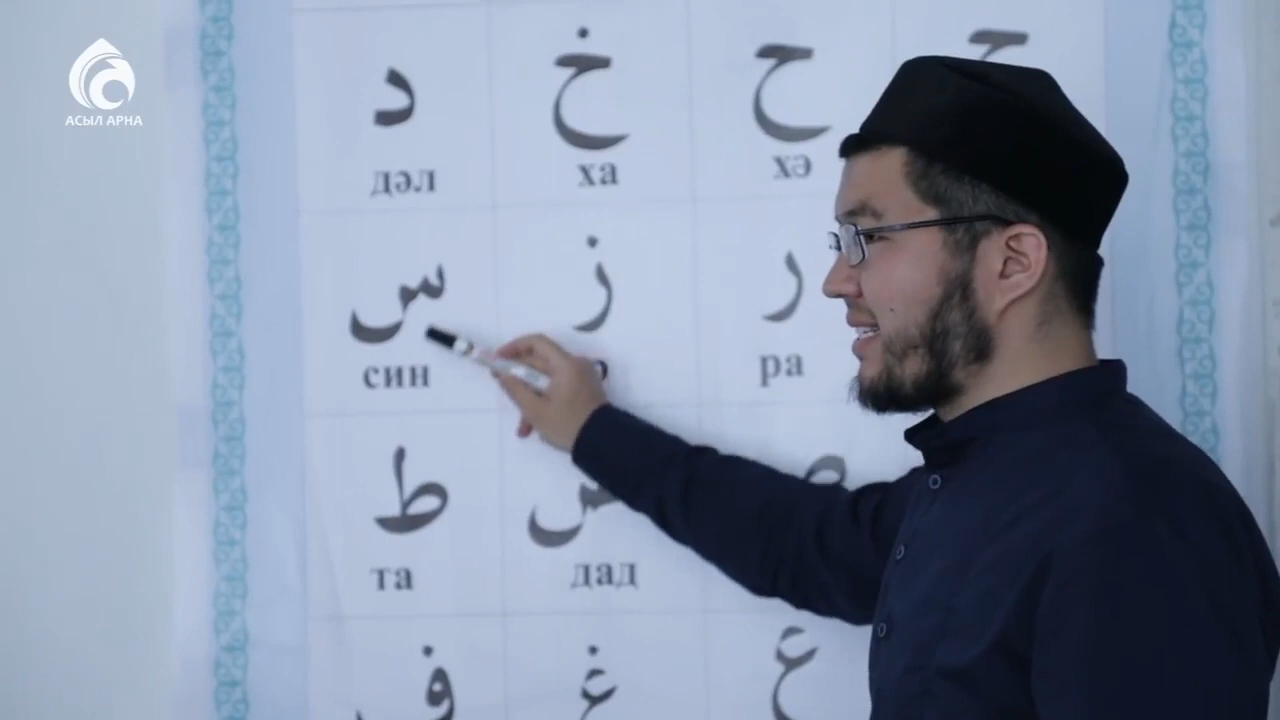 АСЫЛ АРНА
ح خ د
хә ха дәл
ر ز س
ра син
ط
дад та
ع غ ف